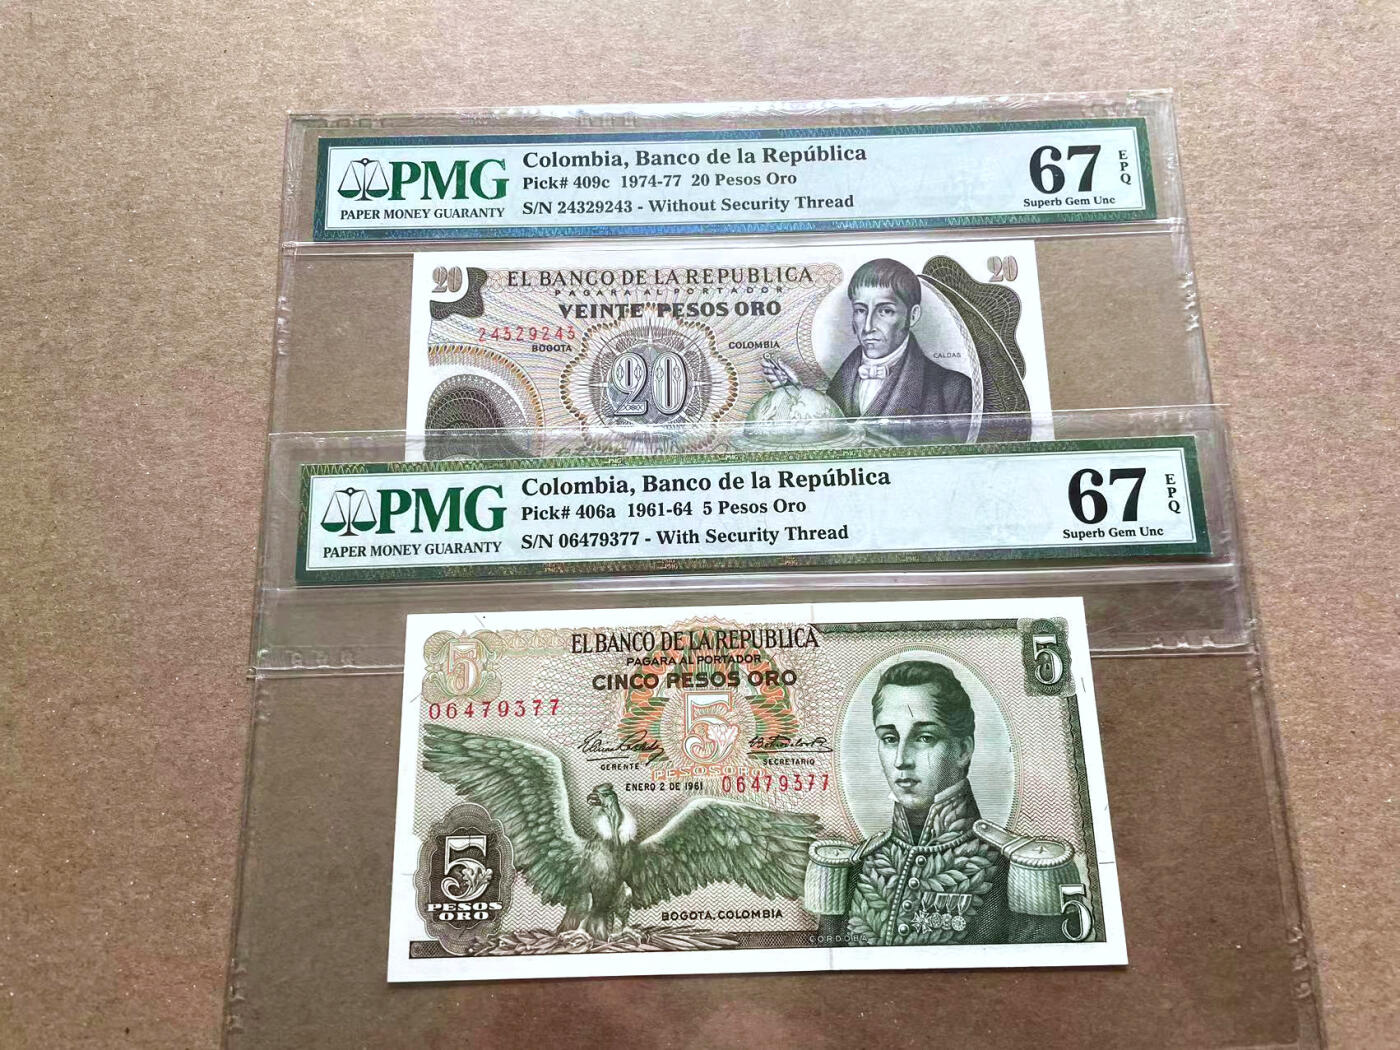 PMG
PAPER MONEY GUARANTY
Colombia, Banco de la República
Pick# 409c 1974-77 20 Pesos Oro
S/N 24329243 - Without Security Thread
67
EPQ
Superb Gem Unc
20
EL BANCO DE LA REPUBLICA
20
PAGARA AL PORTADOR
VEINTE PESOS ORO
24329243
BOGOTA
COLOMBIA
CALDAS
20
PMG
PAPER MONEY GUARANTY
Colombia, Banco de la República
Pick# 406a 1961-64 5 Pesos Oro
S/N 06479377 - With Security Thread
67
EPQ
Superb Gem Unc
5
EL BANCO DE LA REPUBLICA
5
PAGARA AL PORTADOR
CINCO PESOS ORO
06479377
5
PESOS ORO
GERENTE
SECRETARIO
ENERO 2 DE 1961
06479377
5
PESOS
ORO
BOGOTA, COLOMBIA
CORDOBA
5